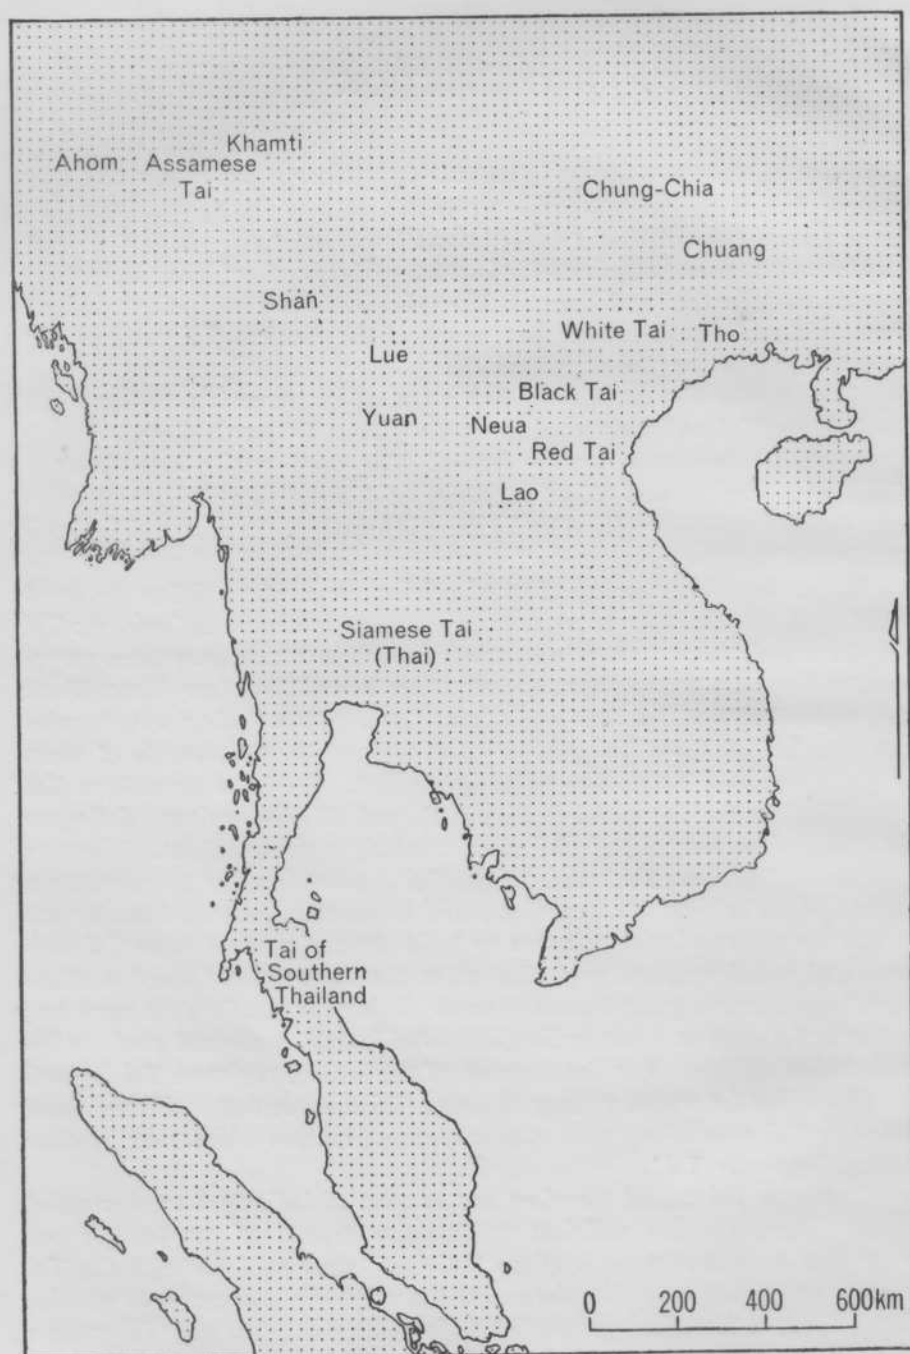 Khamti
Ahom Assamese
Tai
Chung-Chia
Chuang
Shan
White Tai Tho
Lue
Black Tai
Yuan Neua
Red Tai
Lao
Siamese Tai
(Thai)
Tai of
Southern
Thailand
0 200 400 600km